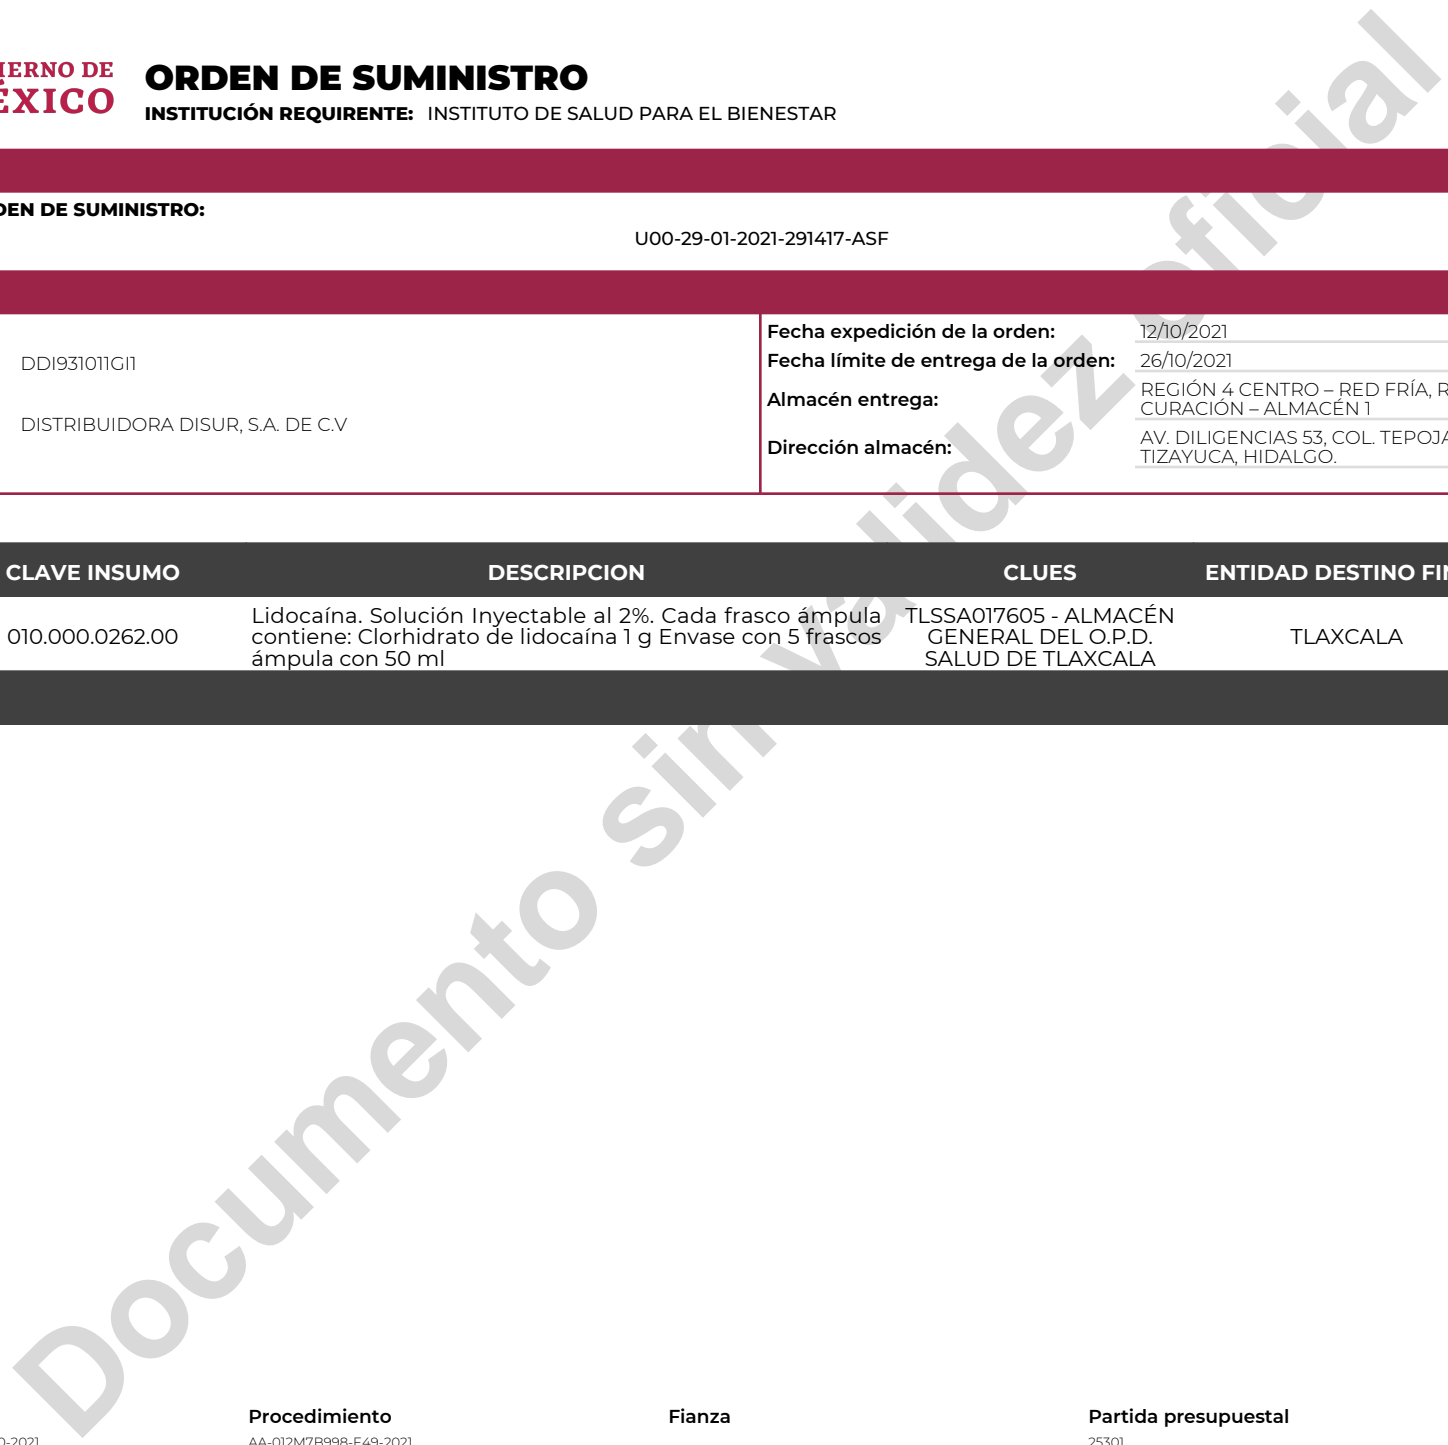 ORDEN DE SUMINISTRO
INSTITUCIÓN REQUIRENTE: INSTITUTO DE SALUD PARA EL BIENESTAR
DE
ÉXICO
DE SUMINISTRO:
U00-29-01-2021-291417-ASF
DDI931011GI1
DISTRIBUIDORA DISUR, S.A. DE C.V
Fecha expedición de la orden: 12/10/2021
Fecha límite de entrega de la orden: 26/10/2021
Almacén entrega: REGIÓN 4 CENTRO – RED FRÍA,
CURACIÓN – ALMACÉN 1
Dirección almacén: AV. DILIGENCIAS 53, COL.
TIZAYUCA, HIDALGO.
CLAVE INSUMO DESCRIPCION CLUES ENTIDAD DESTINO
010.000.0262.00
Lidocaína. Solución Inyectable al 2%. Cada frasco ámpula
contiene: Clorhidrato de lidocaína 1 g Envase con 5 frascos
ámpula con 50 ml
TLSSA017605 - ALMACÉN
GENERAL DEL O.P.D.
SALUD DE TLAXCALA
TLAXCALA
Documento sin validez oficial
Procedimiento Fianza Partida presupuestal